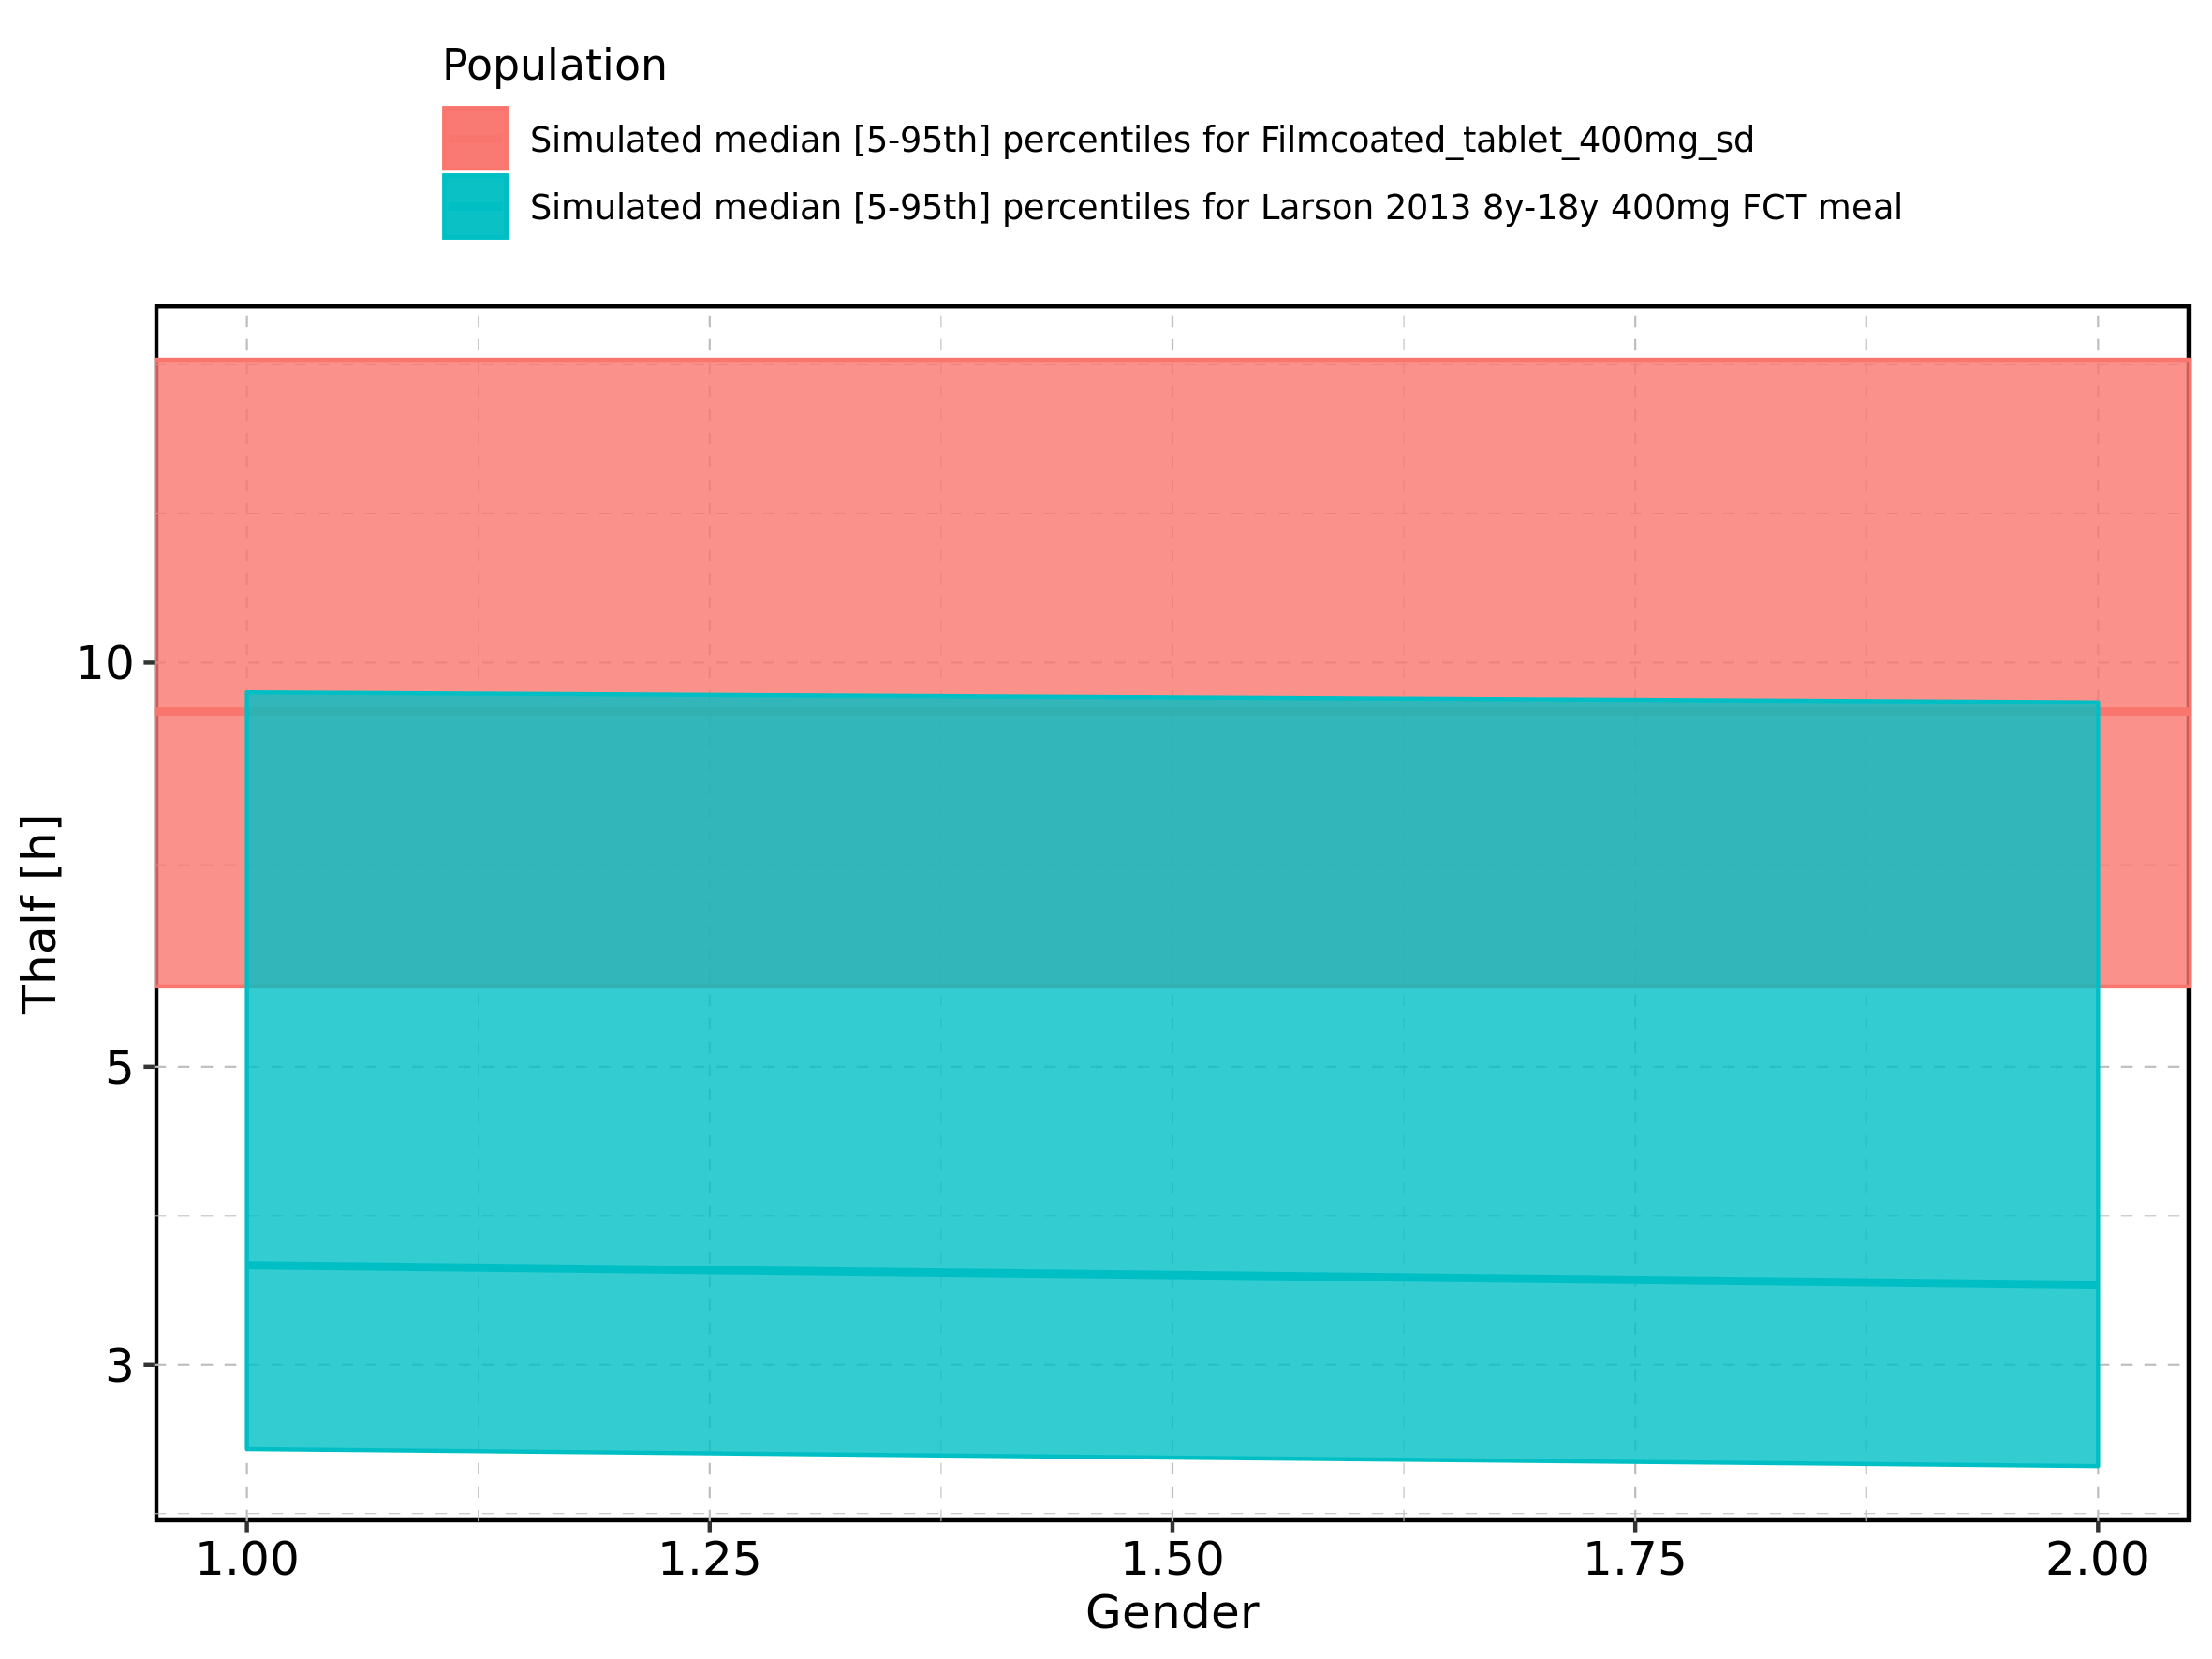 Population
Simulated median [5-95th] percentiles for Filmcoated_tablet_400mg_sd
Simulated median [5-95th] percentiles for Larson 2013 8y-18y 400mg FCT meal
10
5
3
Thalf [h]
1.00 1.25 1.50 1.75 2.00
Gender